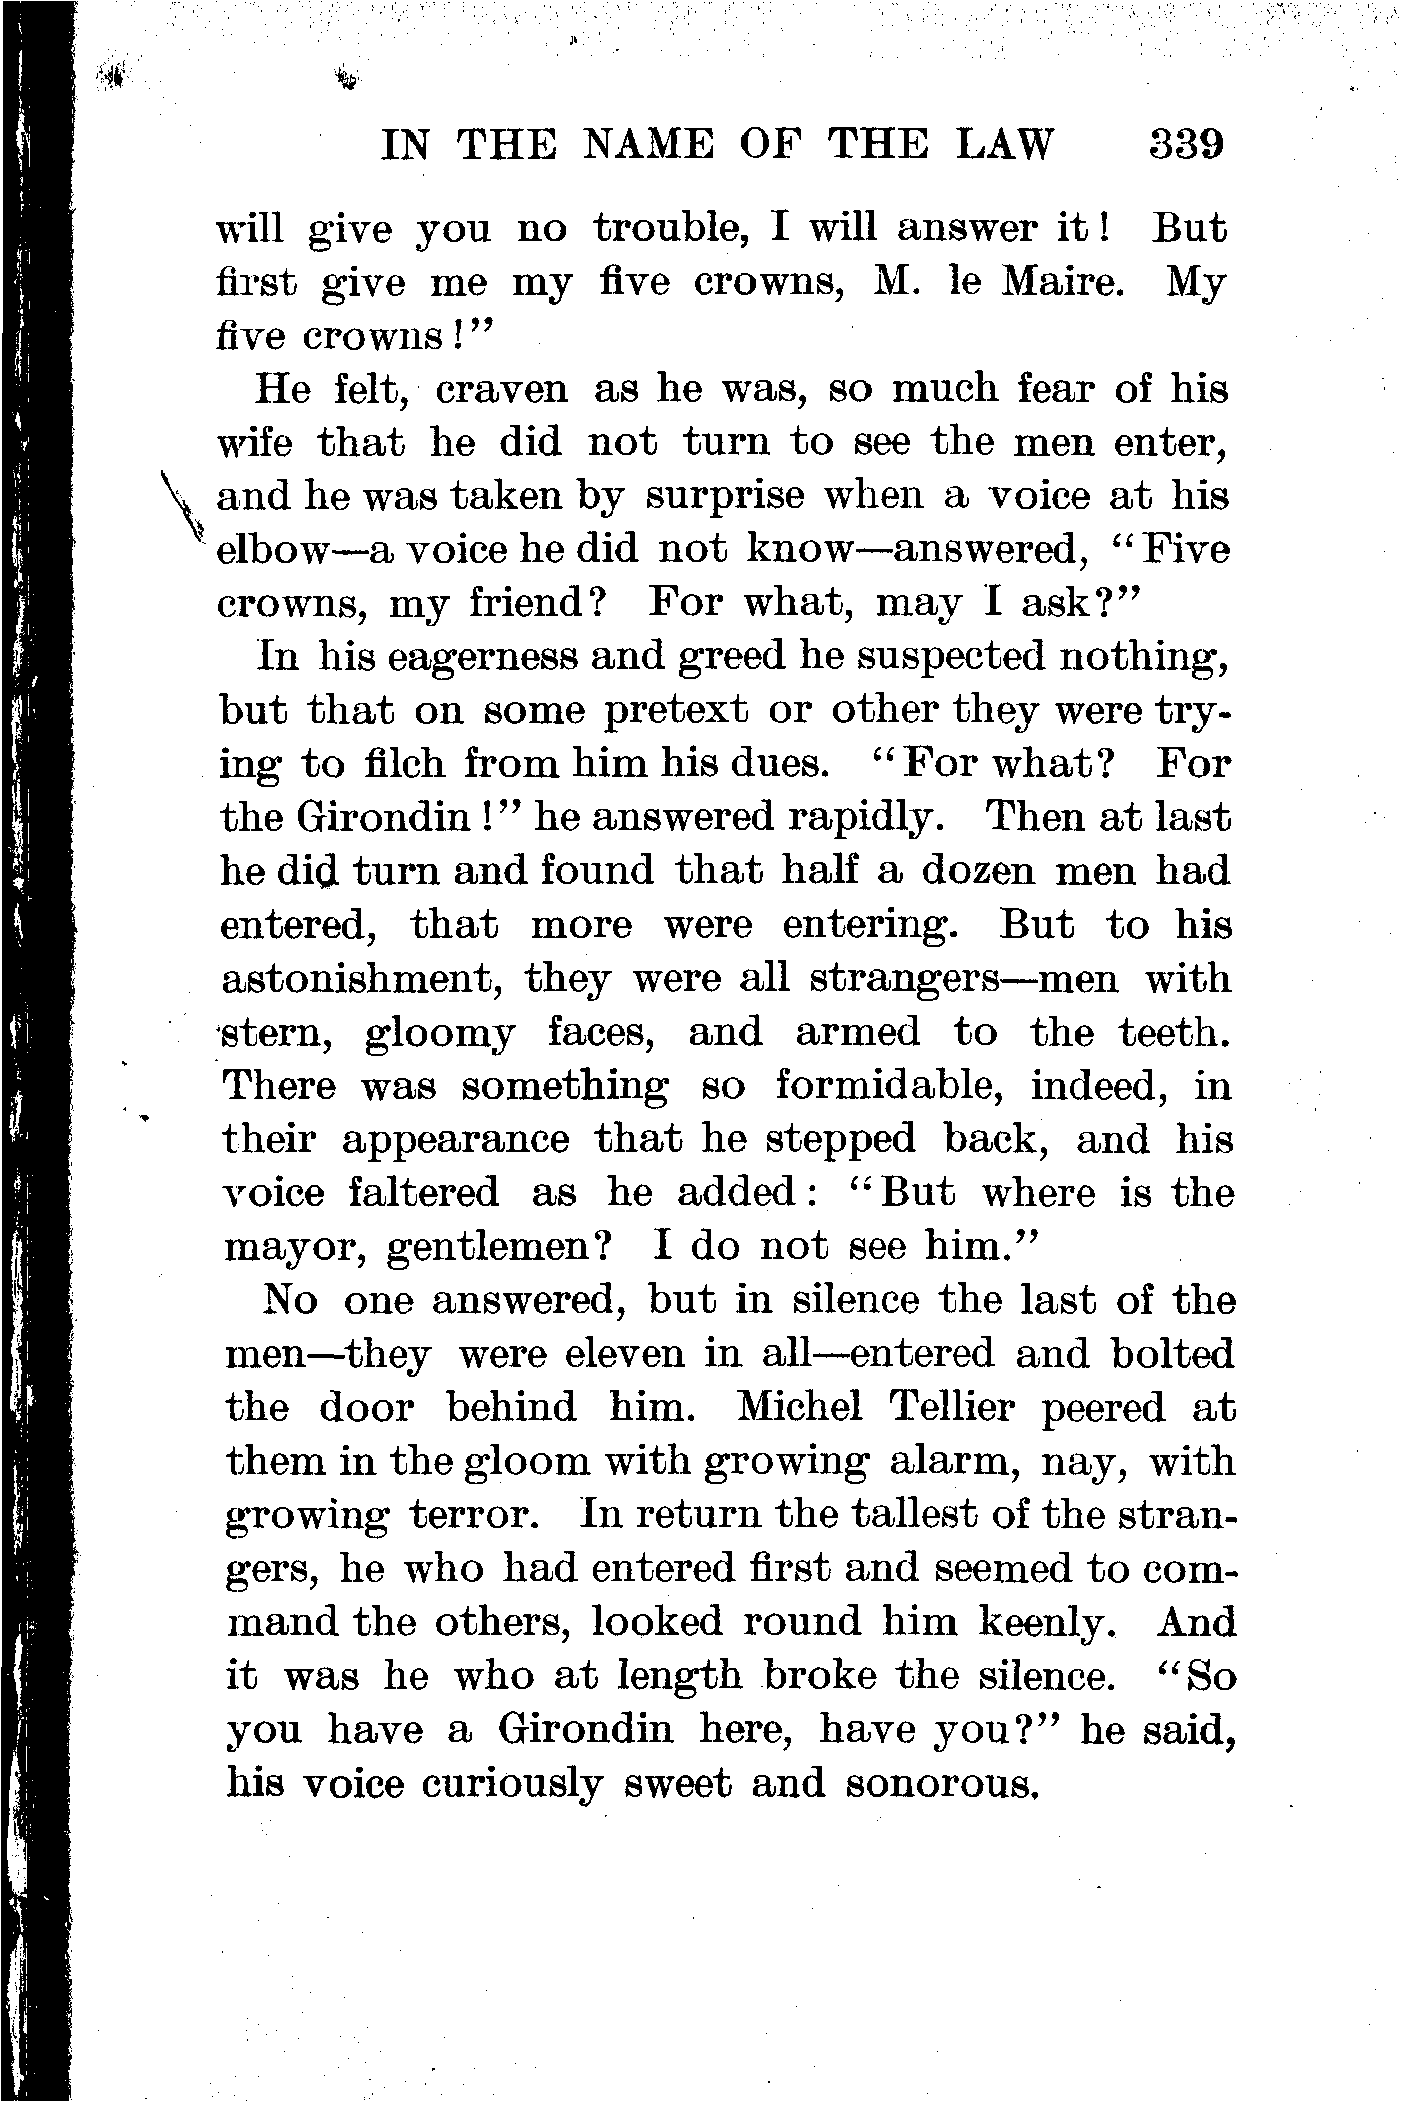 IN THE NAME OF THE LAW 339
will give you no trouble, I will answer it! But
first give me my five crowns, M. le Maire. My
five crowns!"
He felt, craven as he was, so much fear of his
wife that he did not turn to see the men enter,
and he was taken by surprise when a voice at his
elbow—a voice he did not know—answered, "Five
crowns, my friend? For what, may I ask?"
In his eagerness and greed he suspected nothing,
but that on some pretext or other they were try-
ing to filch from him his dues. "For what? For
the Girondin!" he answered rapidly. Then at last
he did turn and found that half a dozen men had
entered, that more were entering. But to his
astonishment, they were all strangers—men with
stern, gloomy faces, and armed to the teeth.
There was something so formidable, indeed, in
their appearance that he stepped back, and his
voice faltered as he added: "But where is the
mayor, gentlemen? I do not see him."
No one answered, but in silence the last of the
men—they were eleven in all—entered and bolted
the door behind him. Michel Tellier peered at
them in the gloom with growing alarm, nay, with
growing terror. In return the tallest of the stran-
gers, he who had entered first and seemed to com-
mand the others, looked round him keenly. And
it was he who at length broke the silence. "So
you have a Girondin here, have you?" he said,
his voice curiously sweet and sonorous.